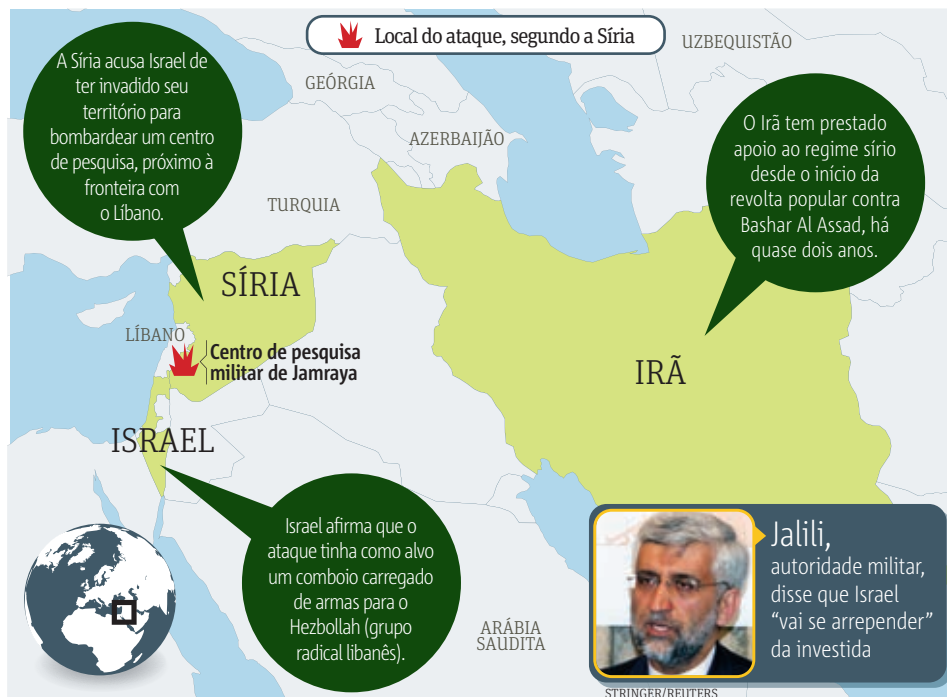 Local do ataque, segundo a Síria
A Síria acusa Israel de
ter invadido seu
território para
bombardear um centro
de pesquisa, próximo à
fronteira com
o Líbano.
UZBEQUISTÃO
GEÓRGIA
AZERBAIJÃO
TURQUIA
O Irã tem prestado
apoio ao regime sírio
desde o início da
revolta popular contra
Bashar Al Assad, há
quase dois anos.
SÍRIA
LÍBANO
Centro de pesquisa
militar de Jamraya
IRÃ
ISRAEL
Israel afirma que o
ataque tinha como alvo
um comboio carregado
de armas para o
Hezbollah (grupo
radical libanês).
ARÁBIA
SAUDITA
Jalili,
autoridade militar,
disse que Israel
“vai se arrepender”
da investida
STRINGER/REUTERS